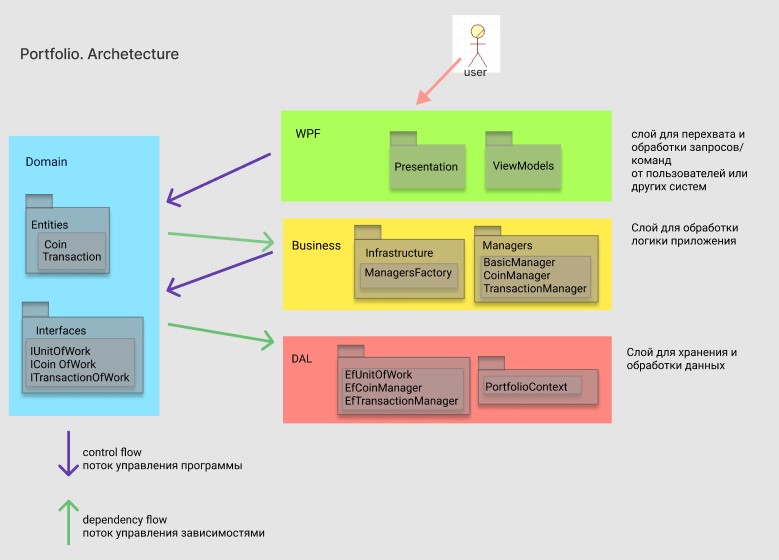 Portfolio. Archetecture
user
WPF
Presentation
ViewModels
слой для перехвата и
обработки запросов/
команд
от пользователей или
других систем
Domain
Entities
Coin
Transaction
Interfaces
IUnitOfWork
ICoin OfWork
ITransactionOfWork
Business
Infrastructure
ManagersFactory
Managers
BasicManager
CoinManager
TransactionManager
Слой для обработки
логики приложения
DAL
EfUnitOfWork
EfCoinManager
EfTransactionManager
PortfolioContext
Слой для хранения и
обработки данных
control flow
поток управления программы
dependency flow
поток управления зависимостями